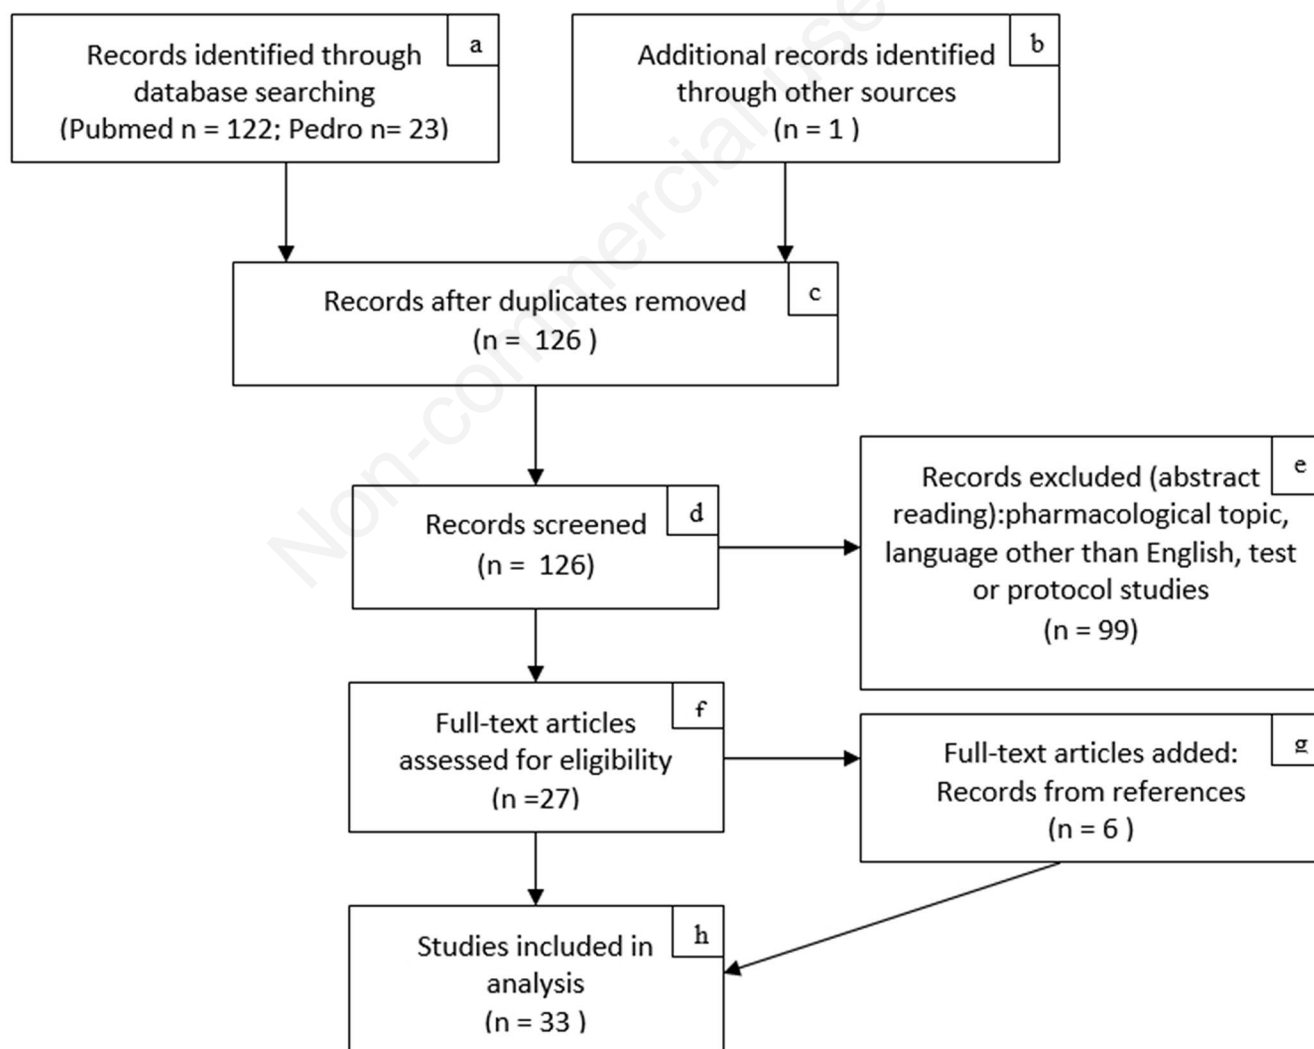 a
Records identified through
database searching
(Pubmed n = 122; Pedro n= 23)
b
Additional records identified
through other sources
(n = 1 )
c
Records after duplicates removed
(n =  126 )
d
Records screened
(n =  126)
e
Records excluded (abstract
reading):pharmacological topic,
language other than English, test
or protocol studies
(n = 99)
f
Full-text articles
assessed for eligibility
(n =27)
g
Full-text articles added:
Records from references
(n = 6 )
h
Studies included in
analysis
(n = 33 )
Non-commercial use